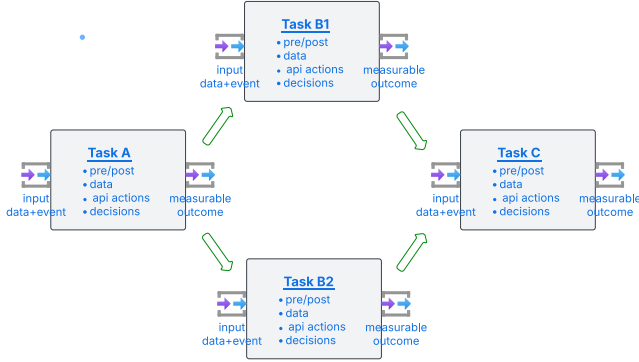 Task B1
• pre/post
• data
• api actions
• decisions
input
data+event
measurable
outcome
Task A
• pre/post
• data
• api actions
• decisions
input
data+event
measurable
outcome
Task C
• pre/post
• data
• api actions
• decisions
input
data+event
measurable
outcome
Task B2
• pre/post
• data
• api actions
• decisions
input
data+event
measurable
outcome